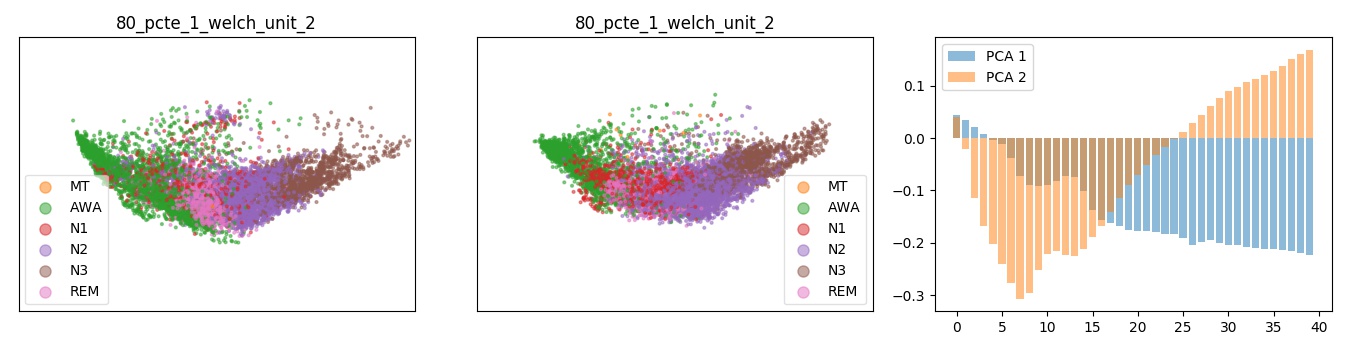 80_pcte_1_welch_unit_2
MT
AWA
N1
N2
N3
REM
80_pcte_1_welch_unit_2
MT
AWA
N1
N2
N3
REM
PCA 1
PCA 2
0.1
0.0
−0.1
−0.2
−0.3
0 5 10 15 20 25 30 35 40